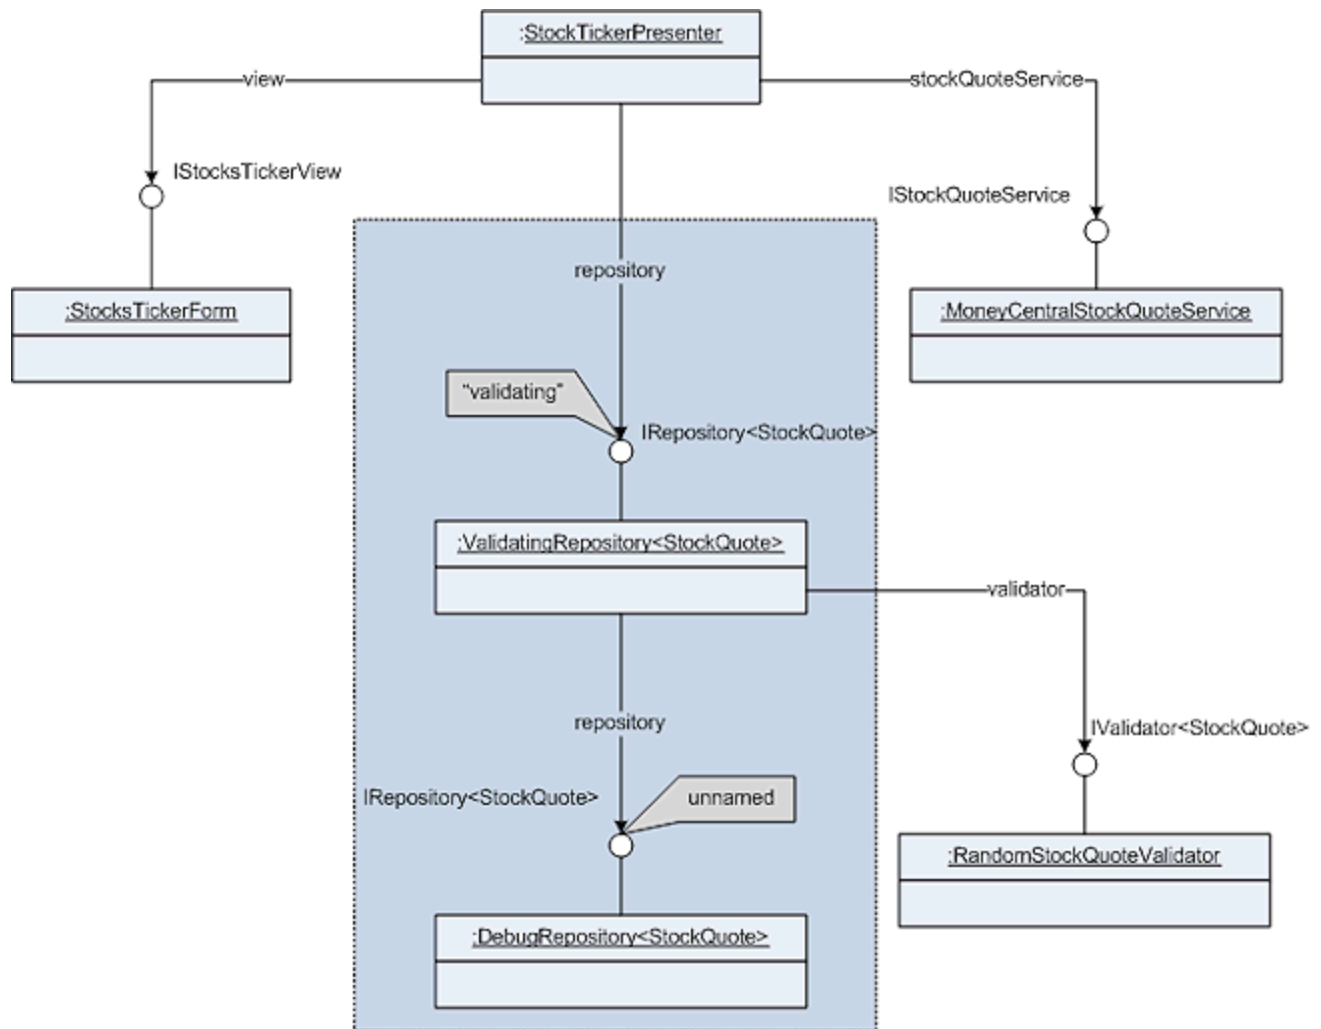 :StockTickerPresenter
view
stockQuoteService
IStocksTickerView
IStockQuoteService
repository
:StocksTickerForm
:MoneyCentralStockQuoteService
"validating"
IRepository<StockQuote>
:ValidatingRepository<StockQuote>
validator
repository
IValidator<StockQuote>
IRepository<StockQuote>
unnamed
:RandomStockQuoteValidator
:DebugRepository<StockQuote>